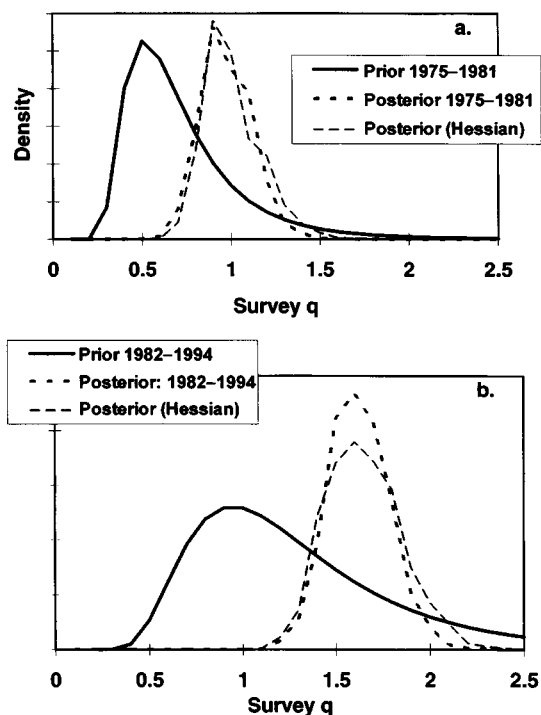 a.
Prior 1975–1981
Posterior 1975–1981
Posterior (Hessian)
Density
0 0.5 1 1.5 2 2.5
Survey q
b.
Prior 1982–1994
Posterior: 1982–1994
Posterior (Hessian)
0 0.5 1 1.5 2 2.5
Survey q